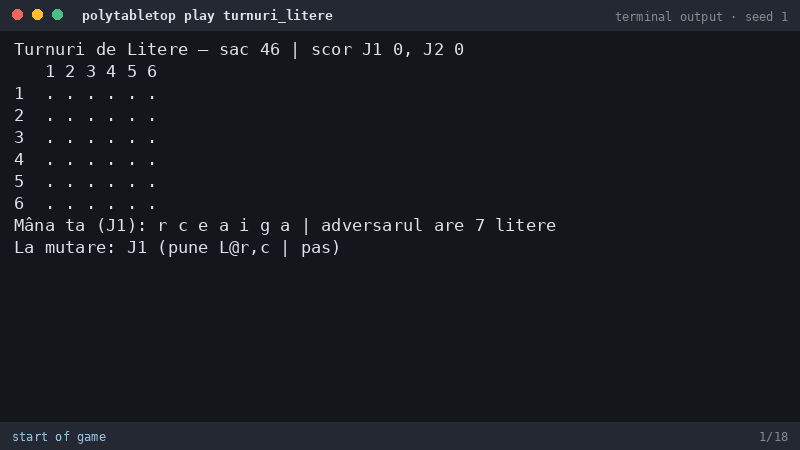 polytabletop play turnuri_litere
terminal output · seed 1
Turnuri de Litere — sac 46 | scor J1 0, J2 0
1 2 3 4 5 6
1 . . . . . .
2 . . . . . .
3 . . . . . .
4 . . . . . .
5 . . . . . .
6 . . . . . .
Mâna ta (J1): r c e a i g a | adversarul are 7 litere
La mutare: J1 (pune L@r,c | pas)
start of game
1/18